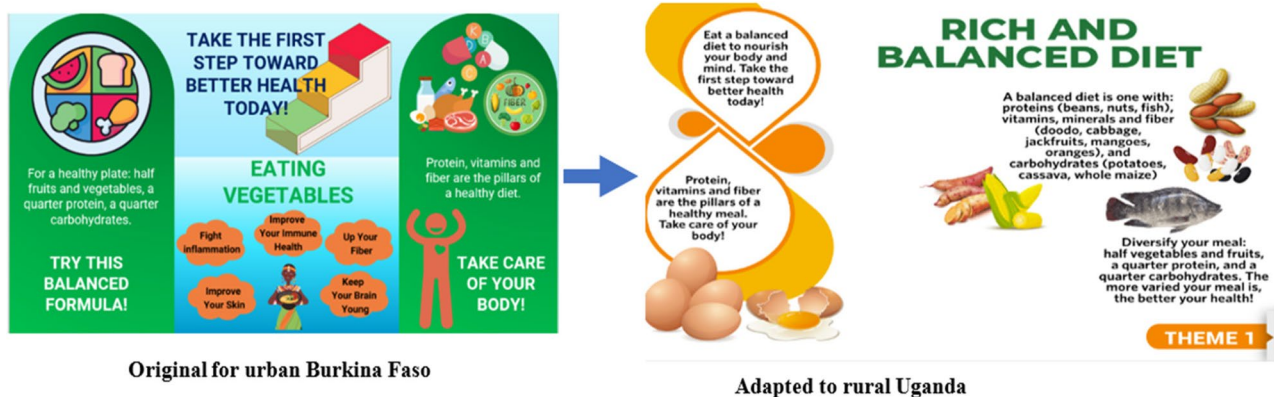 For a healthy plate: half
fruits and vegetables, a
quarter protein, a quarter
carbohydrates.
TRY THIS
BALANCED
FORMULA!
TAKE THE FIRST
STEP TOWARD
BETTER HEALTH
TODAY!
EATING
VEGETABLES
Fight
inflammation
Improve
Your Immune
Health
Up Your
Fiber
Improve
Your Skin
Keep
Your Brain
Young
K
B
D
A
C
FIBER
Protein, vitamins and
fiber are the pillars of
a healthy diet.
TAKE CARE
OF YOUR
BODY!
Original for urban Burkina Faso
Eat a balanced
diet to nourish
your body and
mind. Take the
first step toward
better health
today!
Protein,
vitamins and fiber
are the pillars of a
healthy meal.
Take care of your
body!
RICH AND
BALANCED DIET
A balanced diet is one with:
proteins (beans, nuts, fish),
vitamins, minerals and fiber
(doodo, cabbage,
jackfruits, mangoes,
oranges), and
carbohydrates (potatoes,
cassava, whole maize)
Diversify your meal:
half vegetables and fruits,
a quarter protein, and a
quarter carbohydrates. The
more varied your meal is,
the better your health!
THEME 1
Adapted to rural Uganda